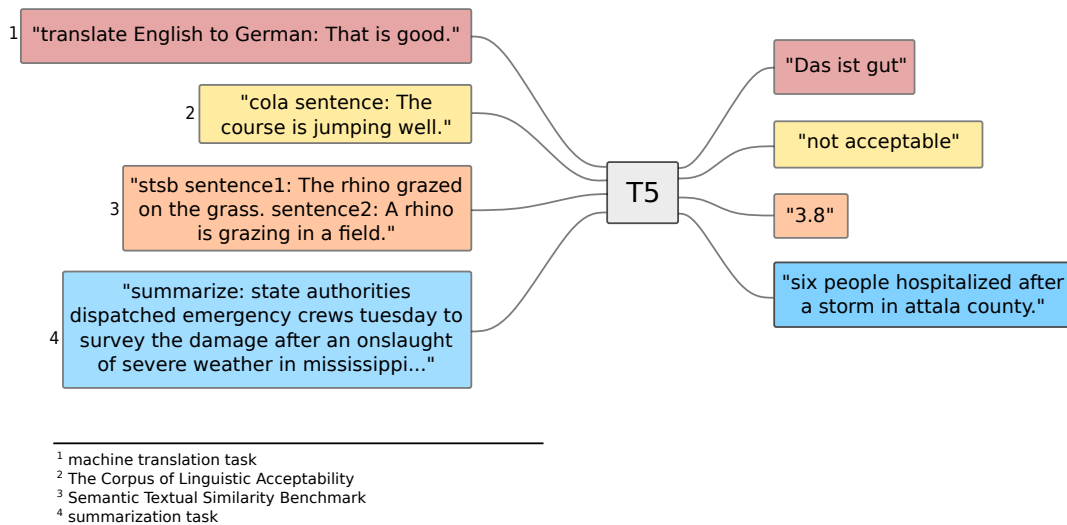 1 "translate English to German: That is good."
2 "cola sentence: The
course is jumping well."
3 "stsb sentence1: The rhino grazed
on the grass. sentence2: A rhino
is grazing in a field."
4 "summarize: state authorities
dispatched emergency crews tuesday to
survey the damage after an onslaught
of severe weather in mississippi..."
T5
"Das ist gut"
"not acceptable"
"3.8"
"six people hospitalized after
a storm in attala county."
1 machine translation task
2 The Corpus of Linguistic Acceptability
3 Semantic Textual Similarity Benchmark
4 summarization task